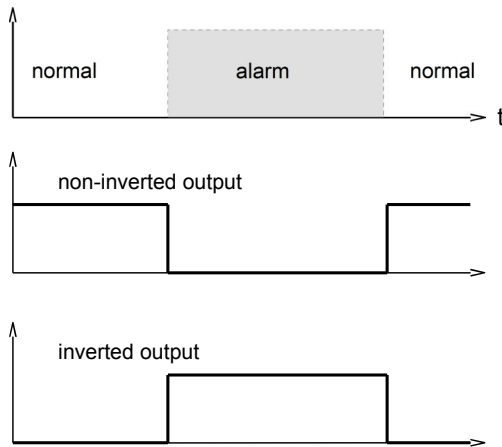 normal alarm normal
t
non-inverted output
inverted output